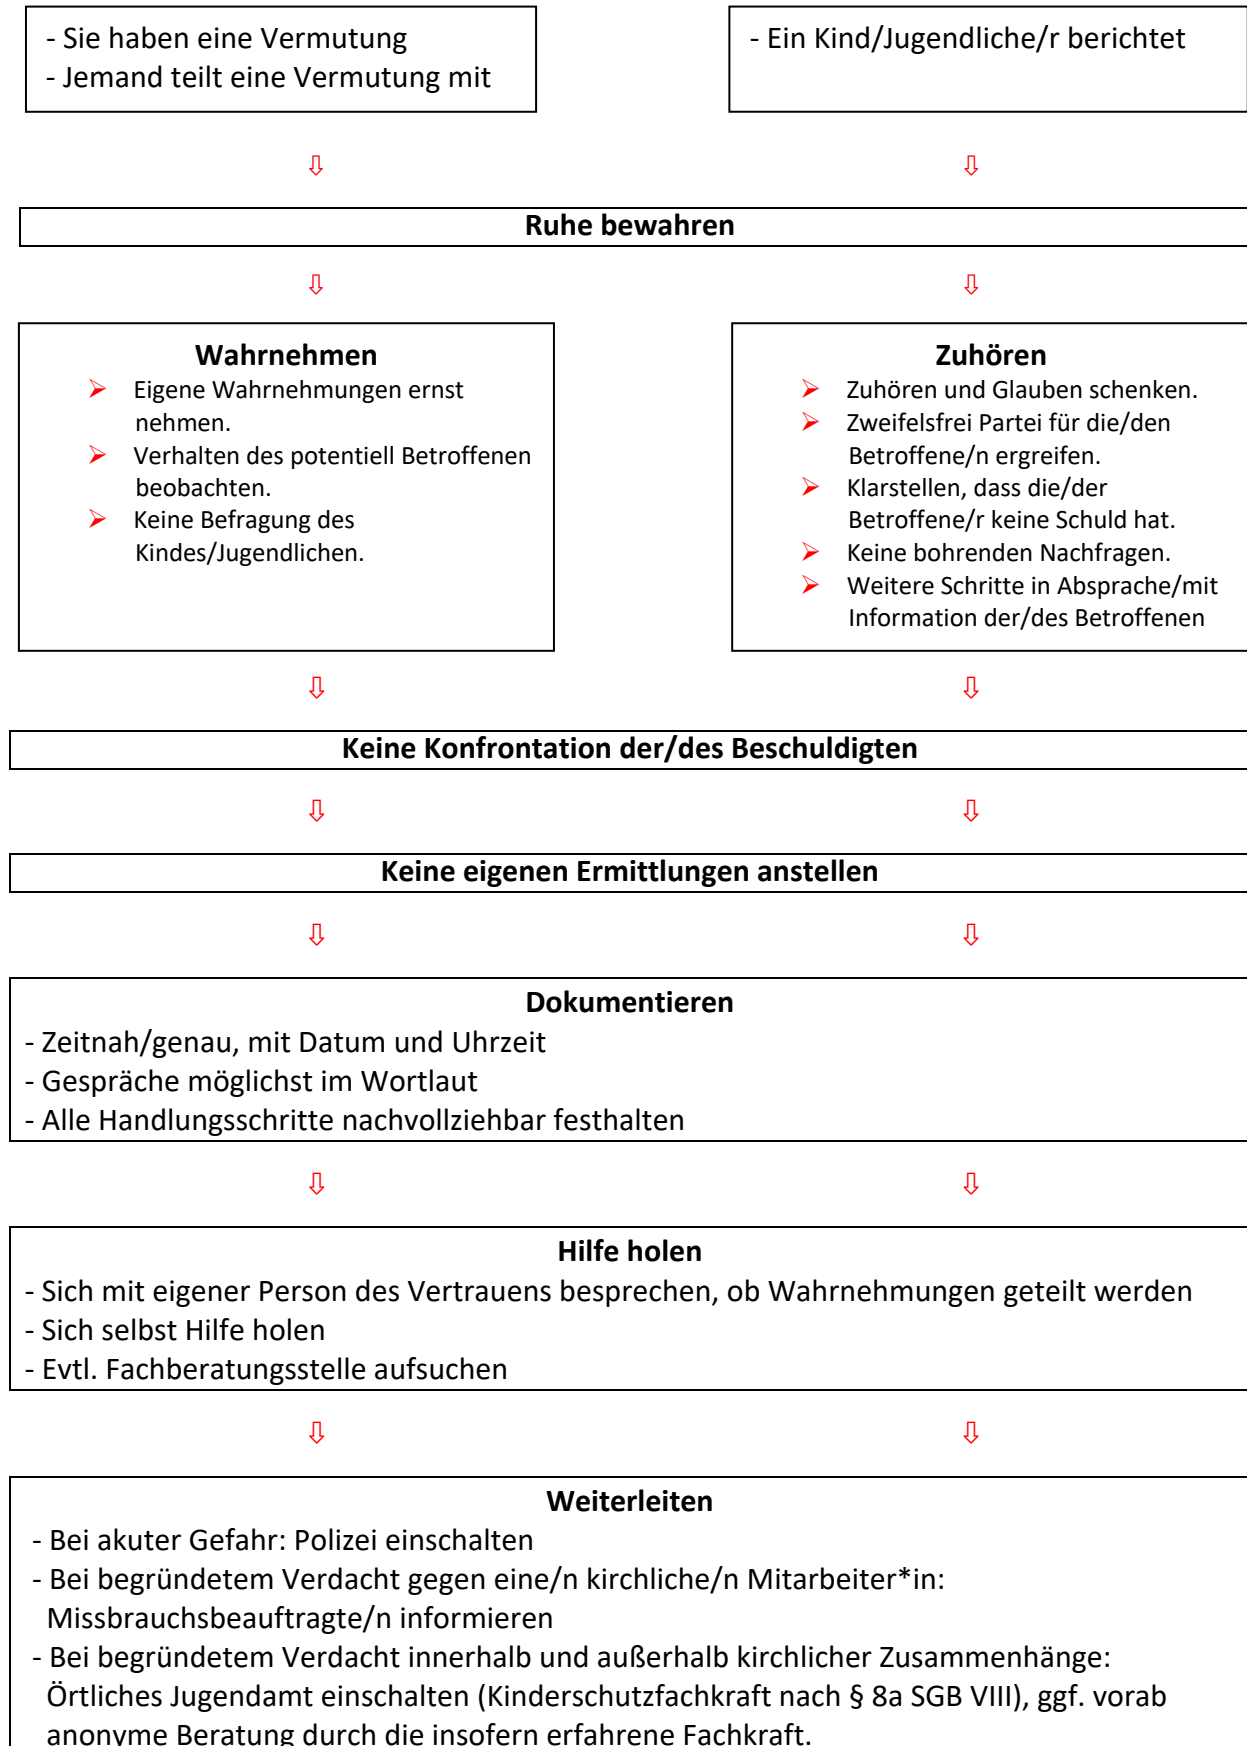 - Sie haben eine Vermutung
- Jemand teilt eine Vermutung mit
- Ein Kind/Jugendliche/r berichtet
⇩ ⇩
Ruhe bewahren
⇩ ⇩
Wahrnehmen
➢ Eigene Wahrnehmungen ernst
nehmen.
➢ Verhalten des potentiell Betroffenen
beobachten.
➢ Keine Befragung des
Kindes/Jugendlichen.
Zuhören
➢ Zuhören und Glauben schenken.
➢ Zweifelsfrei Partei für die/den
Betroffene/n ergreifen.
➢ Klarstellen, dass die/der
Betroffene/r keine Schuld hat.
➢ Keine bohrenden Nachfragen.
➢ Weitere Schritte in Absprache/mit
Information der/des Betroffenen
⇩ ⇩
Keine Konfrontation der/des Beschuldigten
⇩ ⇩
Keine eigenen Ermittlungen anstellen
⇩ ⇩
Dokumentieren
- Zeitnah/genau, mit Datum und Uhrzeit
- Gespräche möglichst im Wortlaut
- Alle Handlungsschritte nachvollziehbar festhalten
⇩ ⇩
Hilfe holen
- Sich mit eigener Person des Vertrauens besprechen, ob Wahrnehmungen geteilt werden
- Sich selbst Hilfe holen
- Evtl. Fachberatungsstelle aufsuchen
⇩ ⇩
Weiterleiten
- Bei akuter Gefahr: Polizei einschalten
- Bei begründetem Verdacht gegen eine/n kirchliche/n Mitarbeiter*in:
Missbrauchsbeauftragte/n informieren
- Bei begründetem Verdacht innerhalb und außerhalb kirchlicher Zusammenhänge:
Örtliches Jugendamt einschalten (Kinderschutzfachkraft nach § 8a SGB VIII), ggf. vorab
anonyme Beratung durch die insofern erfahrene Fachkraft.